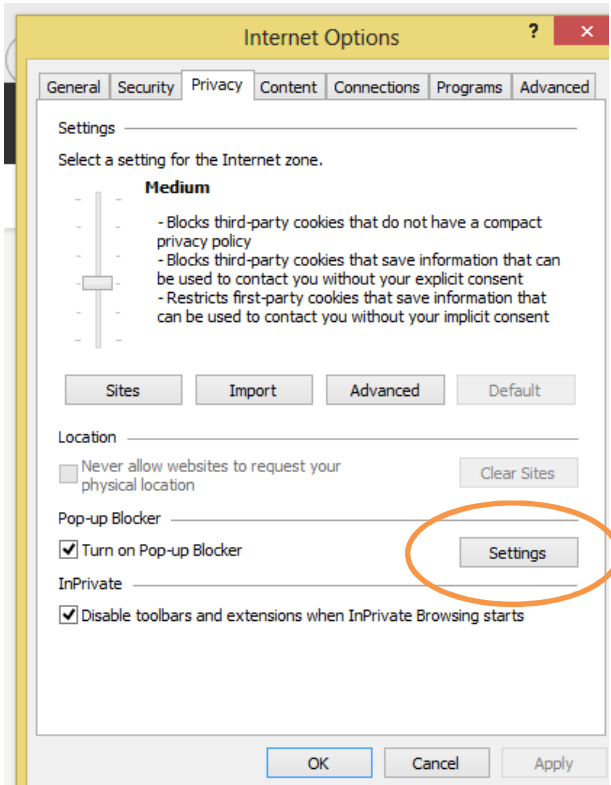 Internet Options
? ×
General Security Privacy Content Connections Programs Advanced
Settings
Select a setting for the Internet zone.
Medium
- Blocks third-party cookies that do not have a compact
privacy policy
- Blocks third-party cookies that save information that can
be used to contact you without your explicit consent
- Restricts first-party cookies that save information that
can be used to contact you without your implicit consent
Sites Import Advanced Default
Location
Never allow websites to request your
physical location
Clear Sites
Pop-up Blocker
Turn on Pop-up Blocker
Settings
InPrivate
Disable toolbars and extensions when InPrivate Browsing starts
OK Cancel Apply